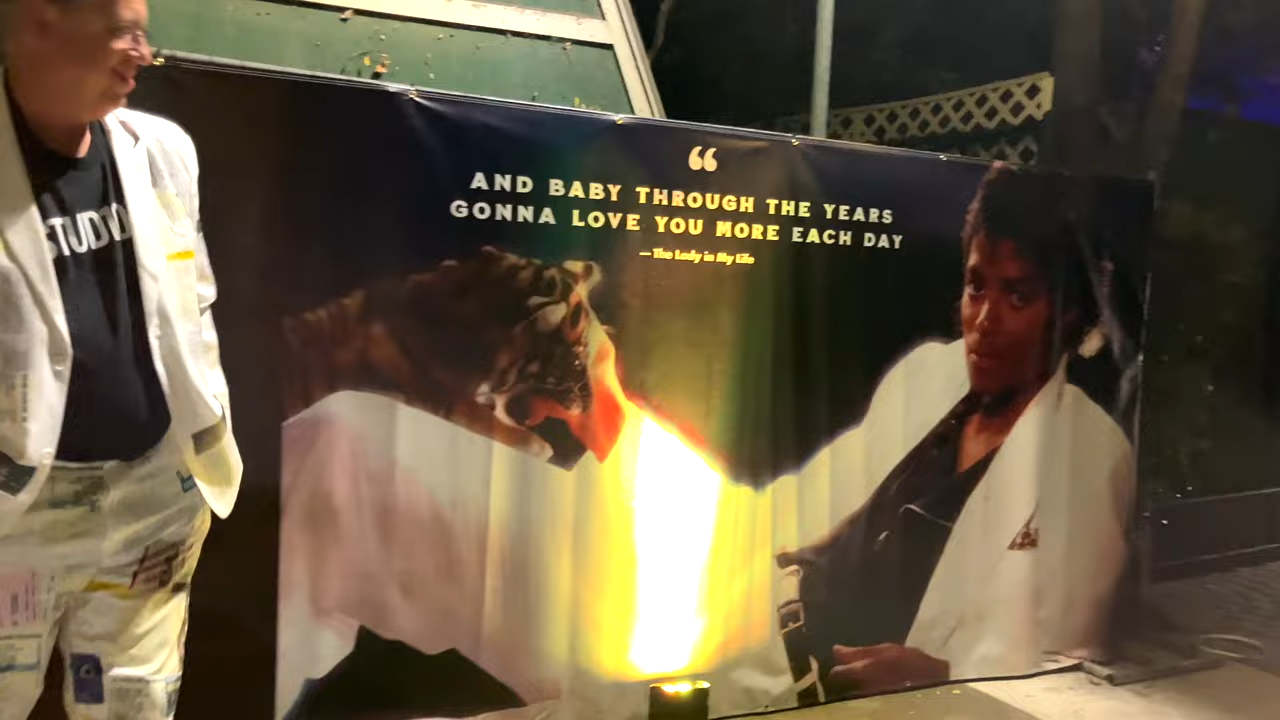 “
AND BABY THROUGH THE YEARS
GONNA LOVE YOU MORE EACH DAY
—The Lady in My Life
STUDIO